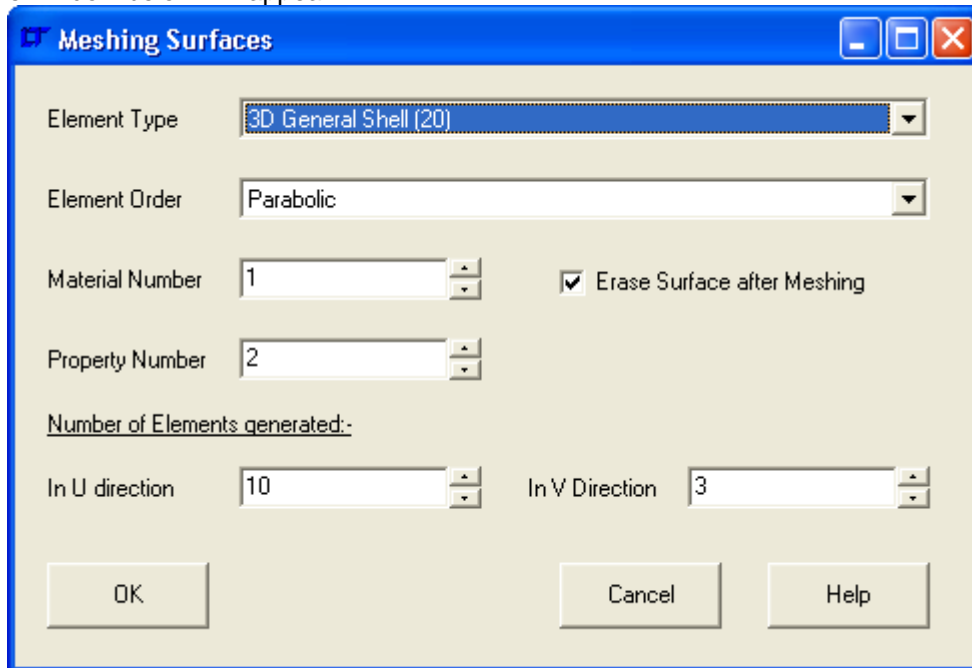 Meshing Surfaces
Element Type 3D General Shell (20)
Element Order Parabolic
Material Number 1 Erase Surface after Meshing
Property Number 2
Number of Elements generated:-
In U direction 10 In V Direction 3
OK Cancel Help